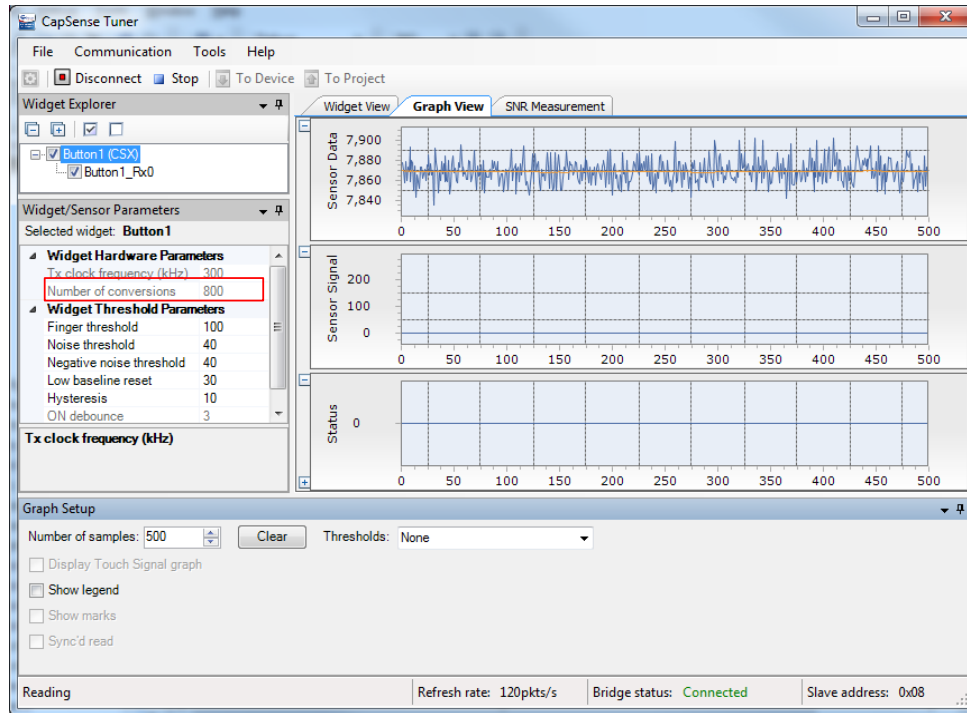 CapSense Tuner
File Communication Tools Help
Disconnect Stop To Device To Project
Widget Explorer
Button1 (CSX)
Button1_Rx0
Widget/Sensor Parameters
Selected widget: Button1
Widget Hardware Parameters
Tx clock frequency (kHz) 300
Number of conversions 800
Widget Threshold Parameters
Finger threshold 100
Noise threshold 40
Negative noise threshold 40
Low baseline reset 30
Hysteresis 10
ON debounce 3
Tx clock frequency (kHz)
Widget View Graph View SNR Measurement
Sensor Data
7,900
7,880
7,860
7,840
0 50 100 150 200 250 300 350 400 450 500
Sensor Signal
200
100
0
0 50 100 150 200 250 300 350 400 450 500
Status
0
0 50 100 150 200 250 300 350 400 450 500
Graph Setup
Number of samples: 500 Clear Thresholds: None
Display Touch Signal graph
Show legend
Show marks
Sync'd read
Reading Refresh rate: 120pkts/s Bridge status: Connected Slave address: 0x08